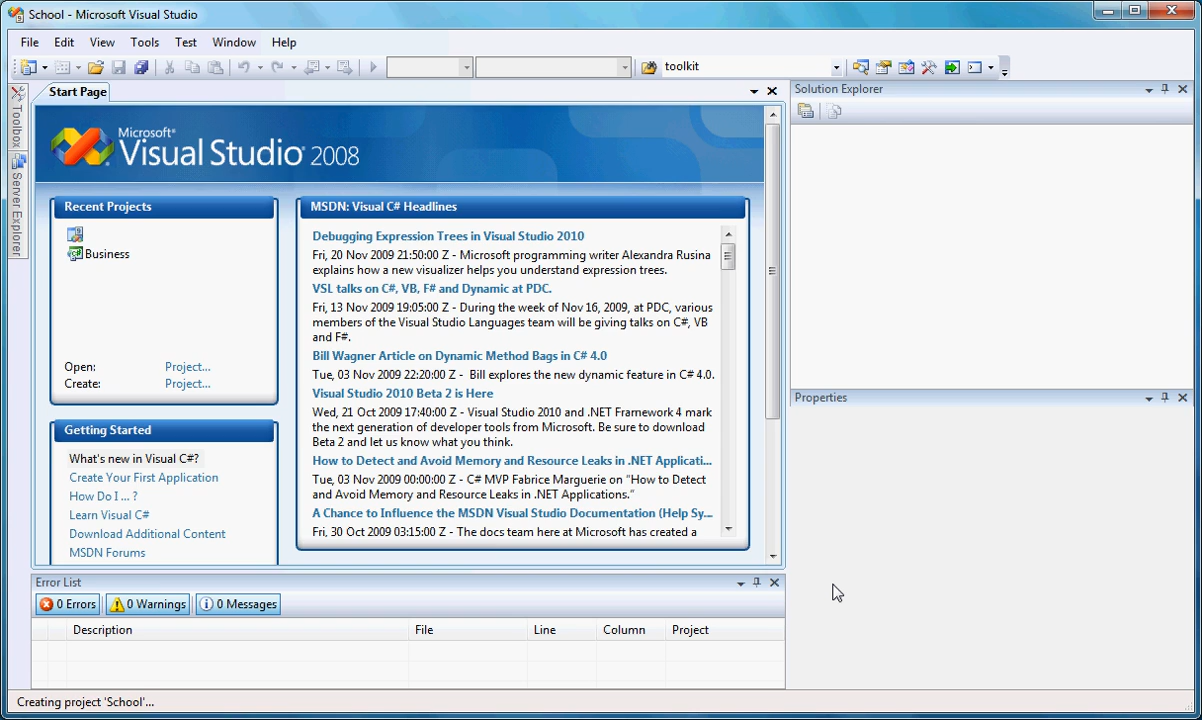 School - Microsoft Visual Studio
File Edit View Tools Test Window Help
toolkit
Toolbox
Server Explorer
Start Page
Microsoft®
Visual Studio® 2008
Recent Projects
Business
Open: Project...
Create: Project...
Getting Started
What's new in Visual C#?
Create Your First Application
How Do I ... ?
Learn Visual C#
Download Additional Content
MSDN Forums
MSDN: Visual C# Headlines
Debugging Expression Trees in Visual Studio 2010
Fri, 20 Nov 2009 21:50:00 Z - Microsoft programming writer Alexandra Rusina
explains how a new visualizer helps you understand expression trees.
VSL talks on C#, VB, F# and Dynamic at PDC.
Fri, 13 Nov 2009 19:05:00 Z - During the week of Nov 16, 2009, at PDC, various
members of the Visual Studio Languages team will be giving talks on C#, VB
and F#.
Bill Wagner Article on Dynamic Method Bags in C# 4.0
Tue, 03 Nov 2009 22:20:00 Z - Bill explores the new dynamic feature in C# 4.0.
Visual Studio 2010 Beta 2 is Here
Wed, 21 Oct 2009 17:40:00 Z - Visual Studio 2010 and .NET Framework 4 mark
the next generation of developer tools from Microsoft. Be sure to download
Beta 2 and let us know what you think.
How to Detect and Avoid Memory and Resource Leaks in .NET Applicati...
Tue, 03 Nov 2009 00:00:00 Z - C# MVP Fabrice Marguerie on "How to Detect
and Avoid Memory and Resource Leaks in .NET Applications."
A Chance to Influence the MSDN Visual Studio Documentation (Help Sy...
Fri, 30 Oct 2009 03:15:00 Z - The docs team here at Microsoft has created a
Solution Explorer
Properties
Error List
0 Errors 0 Warnings 0 Messages
Description File Line Column Project
Creating project 'School'...